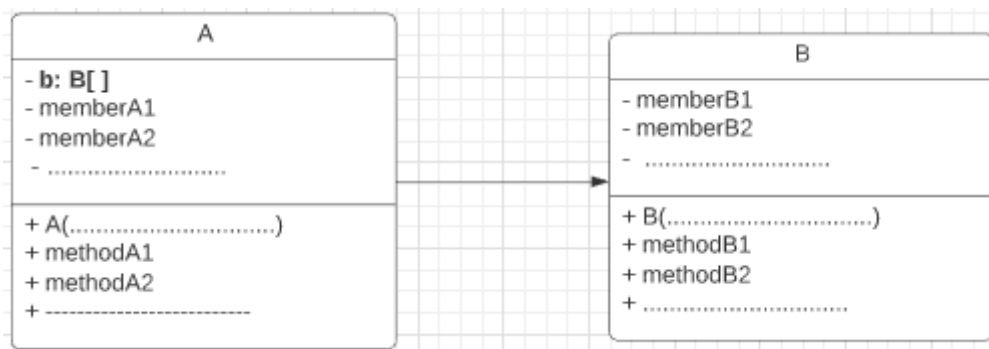 A
- b: B[ ]
- memberA1
- memberA2
- ...........................
+ A(...............................)
+ methodA1
+ methodA2
+ --------------------------
B
- memberB1
- memberB2
- ............................
+ B(...............................)
+ methodB1
+ methodB2
+ ...............................